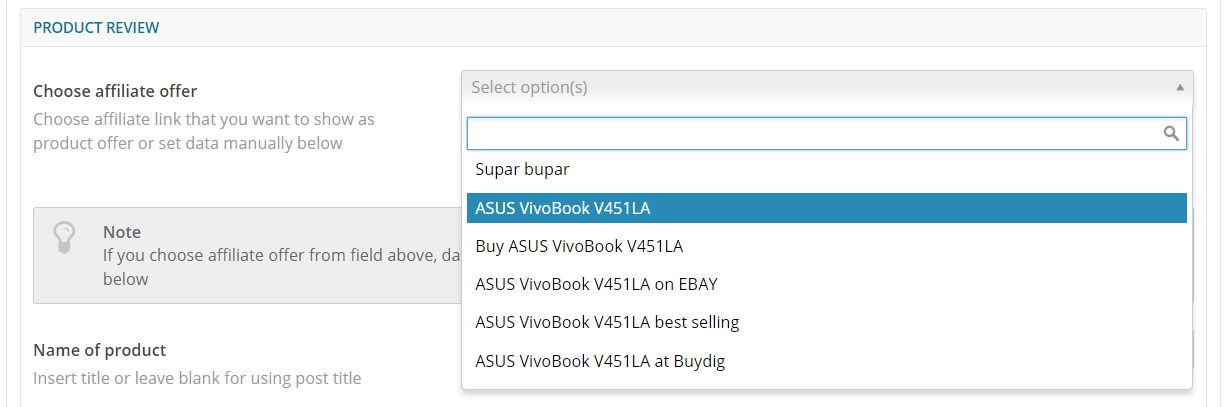 PRODUCT REVIEW
Choose affiliate offer
Choose affiliate link that you want to show as
product offer or set data manually below
Select option(s)
Supar bupar
ASUS VivoBook V451LA
Buy ASUS VivoBook V451LA
ASUS VivoBook V451LA on EBAY
ASUS VivoBook V451LA best selling
ASUS VivoBook V451LA at Buydig
Note
If you choose affiliate offer from field above, da
below
Name of product
Insert title or leave blank for using post title